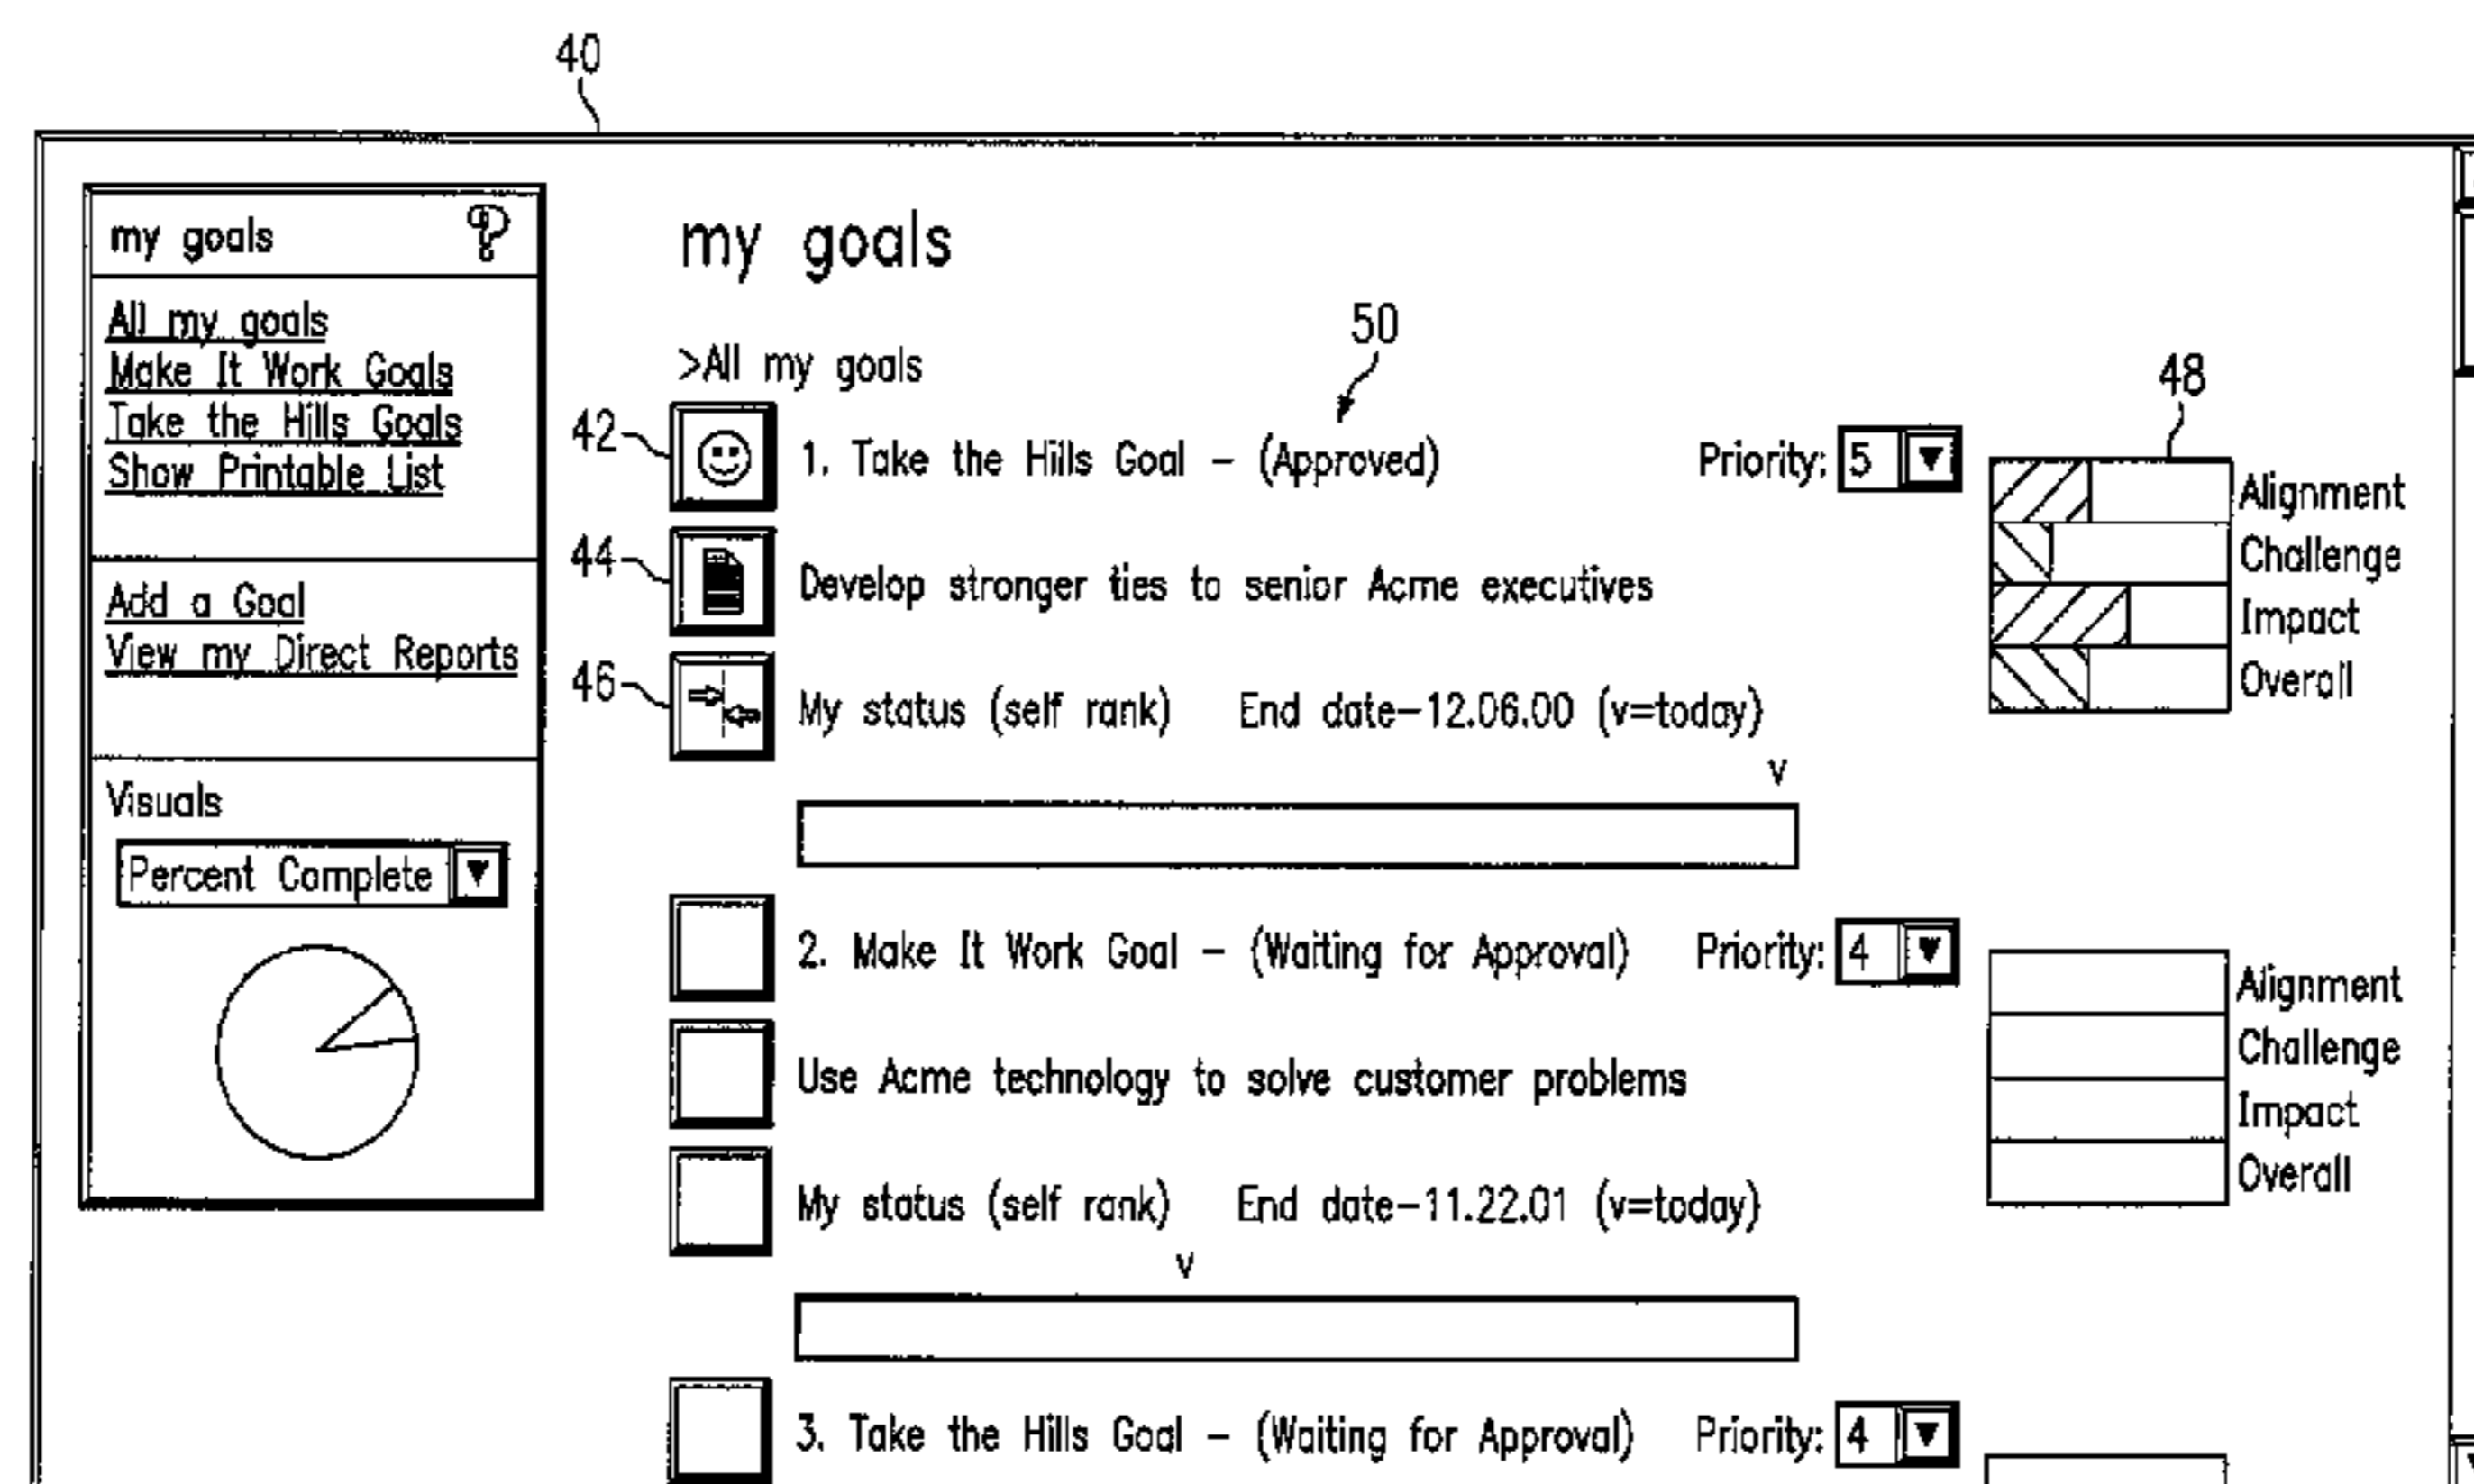 40
my goals ?
All my goals
Make It Work Goals
Take the Hills Goals
Show Printable List
Add a Goal
View my Direct Reports
Visuals
Percent Complete
my goals
>All my goals
50
42
1. Take the Hills Goal - (Approved) Priority: 5
44
Develop stronger ties to senior Acme executives
46
My status (self rank) End date-12.06.00 (v=today)
v
48
Alignment
Challenge
Impact
Overall
2. Make It Work Goal - (Waiting for Approval) Priority: 4
Use Acme technology to solve customer problems
My status (self rank) End date-11.22.01 (v=today)
v
Alignment
Challenge
Impact
Overall
3. Take the Hills Goal - (Waiting for Approval) Priority: 4